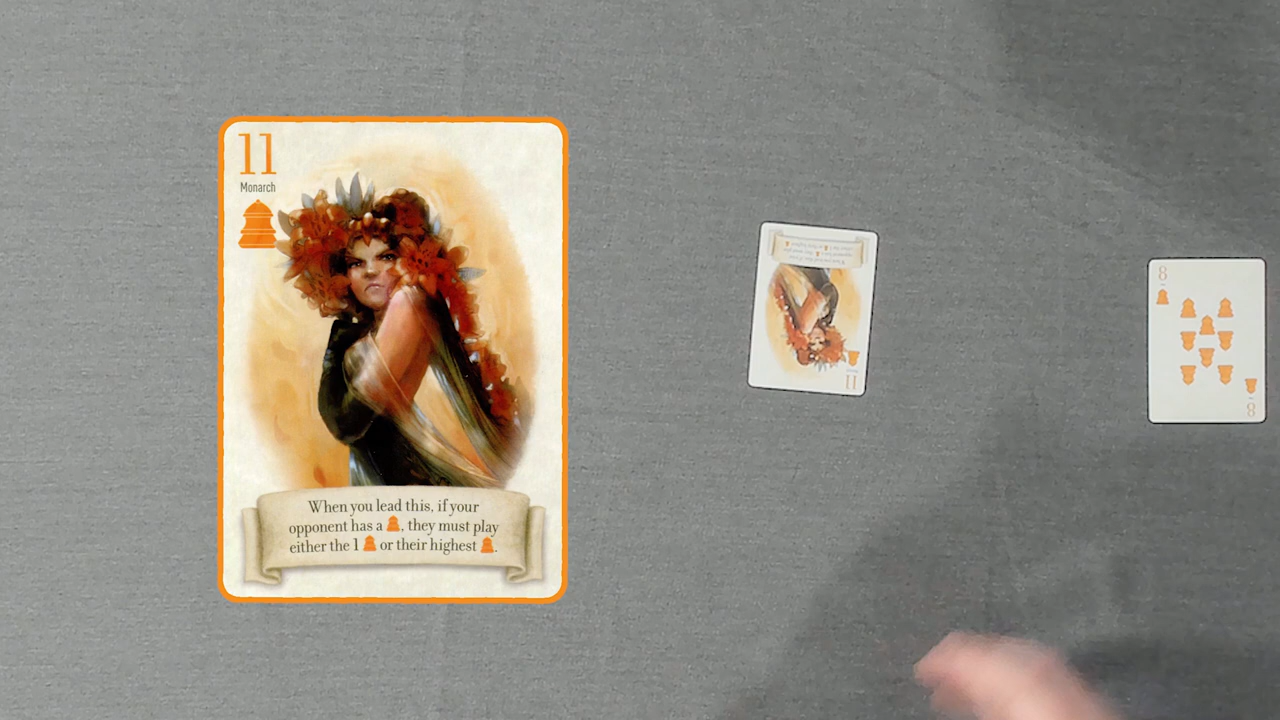 11
Monarch
When you lead this, if your
opponent has a , they must play
either the 1 or their highest .
11
8
8